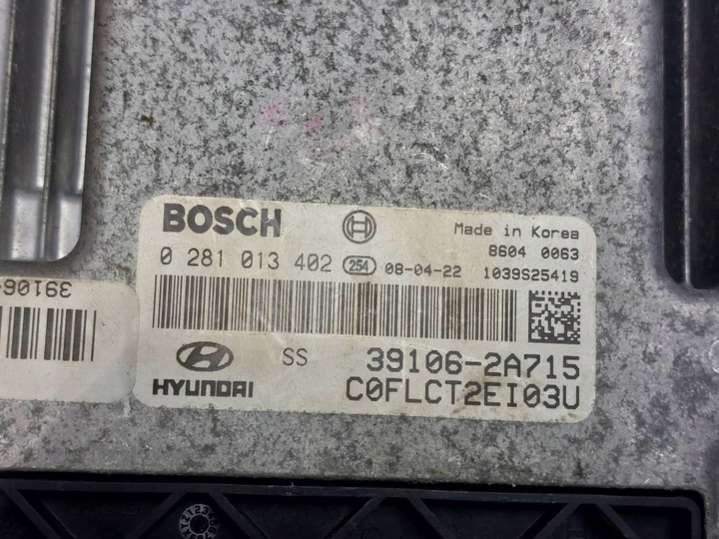 BOSCH
Made in Korea
8604 0063
0 281 013 402 254 08-04-22 1039S25419
SS 39106-2A715
HYUNDAI C0FLCT2EI03U
39106